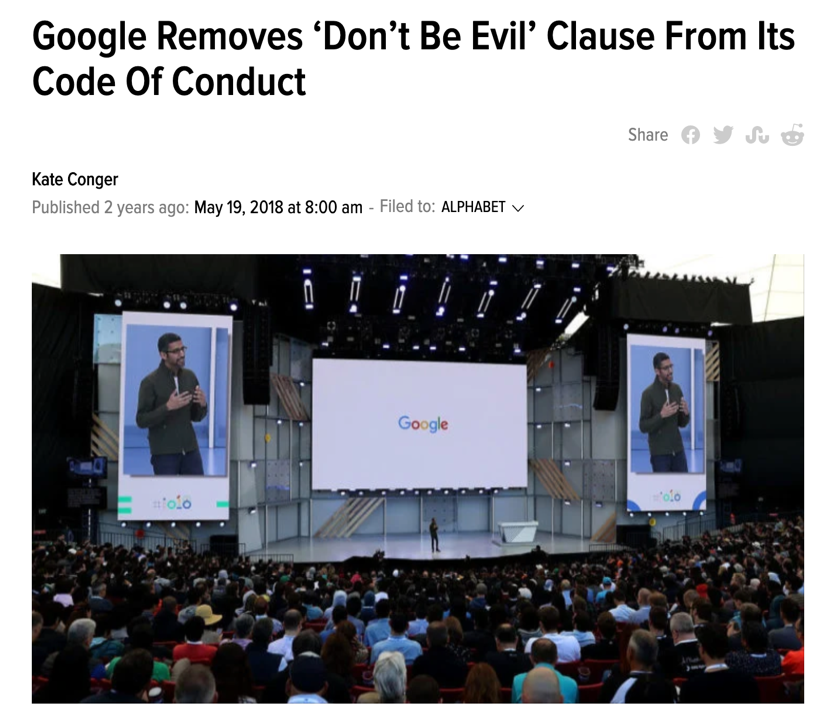 Google Removes ‘Don’t Be Evil’ Clause From Its
Code Of Conduct
Share
Kate Conger
Published 2 years ago: May 19, 2018 at 8:00 am - Filed to: ALPHABET
Google